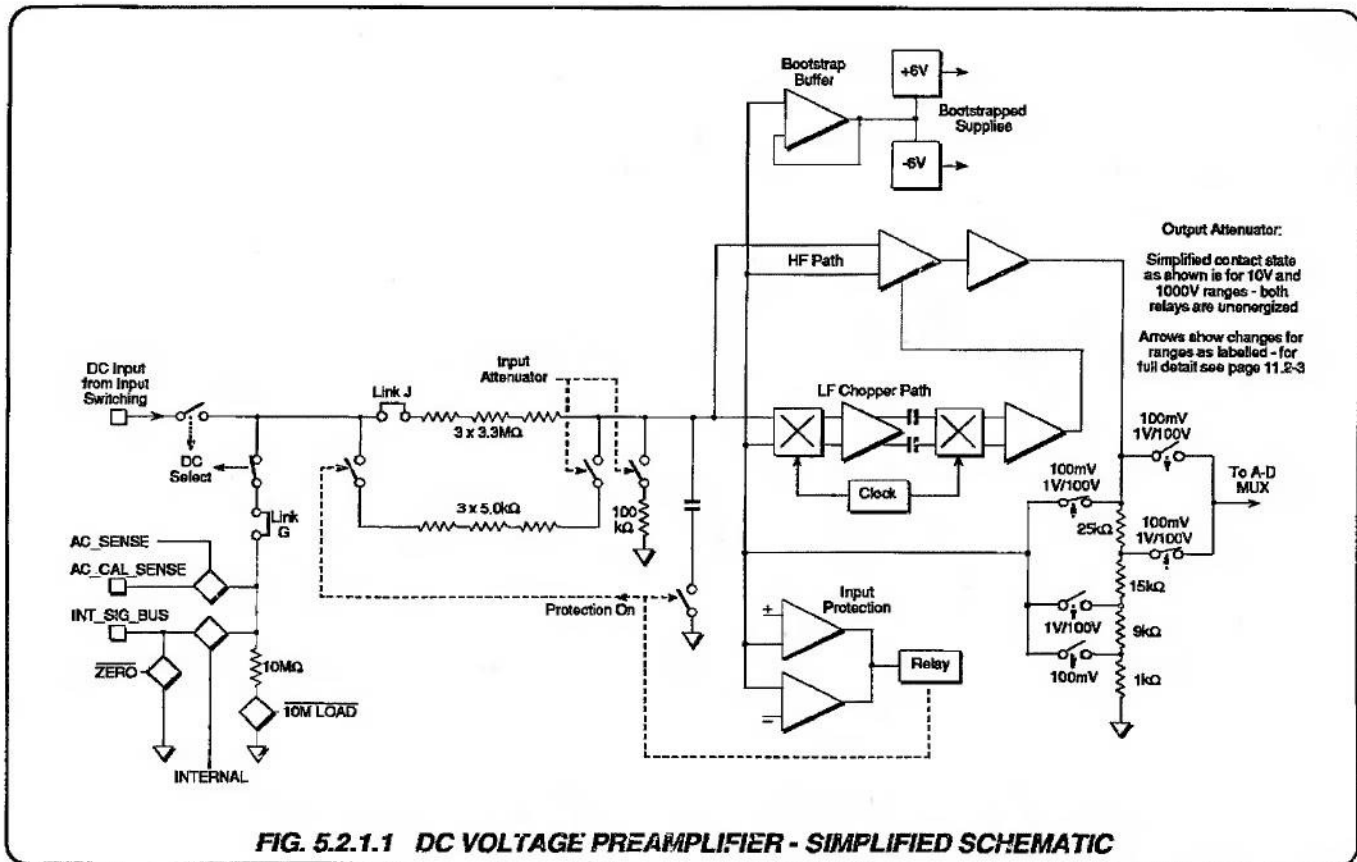 Bootstrap
Buffer
+6V
Bootstrapped
Supplies
-6V
Output Attenuator:
Simplified contact state
as shown is for 10V and
1000V ranges - both
relays are unenergized
Arrows show changes for
ranges as labelled - for
full detail see page 11.2-3
HF Path
DC Input
from Input
Switching
Link J
Input
Attenuator
3 x 3.3MΩ
LF Chopper Path
DC
Select
Clock
100mV
1V/100V
100mV
1V/100V
To A-D
MUX
25kΩ
100mV
1V/100V
3 x 5.0kΩ
100
kΩ
Link
G
AC_SENSE
AC_CAL_SENSE
INT_SIG_BUS
ZERO
10MΩ
10M LOAD
INTERNAL
Protection On
Input
Protection
+
−
Relay
15kΩ
1V/100V
9kΩ
100mV
1kΩ
FIG. 5.2.1.1 DC VOLTAGE PREAMPLIFIER - SIMPLIFIED SCHEMATIC